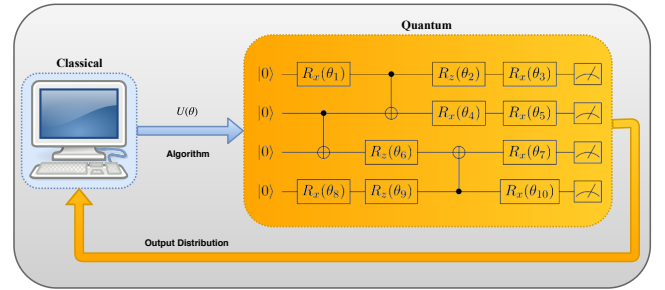 Quantum
Classical
|0⟩ Rx(θ1) Rz(θ2) Rx(θ3)
U(θ)
|0⟩ Rx(θ4) Rx(θ5)
Algorithm
|0⟩ Rz(θ6) Rx(θ7)
|0⟩ Rx(θ8) Rz(θ9) Rx(θ10)
Output Distribution